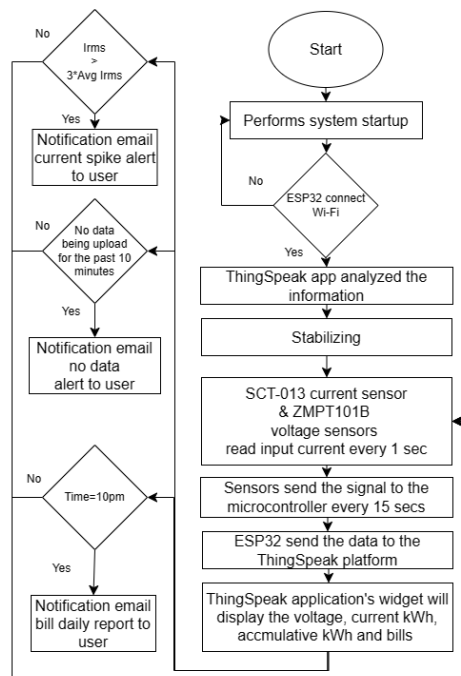 Start
Performs system startup
No
ESP32 connect
Wi-Fi
Yes
ThingSpeak app analyzed the
information
Stabilizing
SCT-013 current sensor
& ZMPT101B
voltage sensors
read input current every 1 sec
Sensors send the signal to the
microcontroller every 15 secs
ESP32 send the data to the
ThingSpeak platform
ThingSpeak application's widget will
display the voltage, current kWh,
accmulative kWh and bills
No
Irms
>
3*Avg Irms
Yes
Notification email
current spike alert
to user
No
No data
being upload
for the past 10
minutes
Yes
Notification email
no data
alert to user
No
Time=10pm
Yes
Notification email
bill daily report to
user